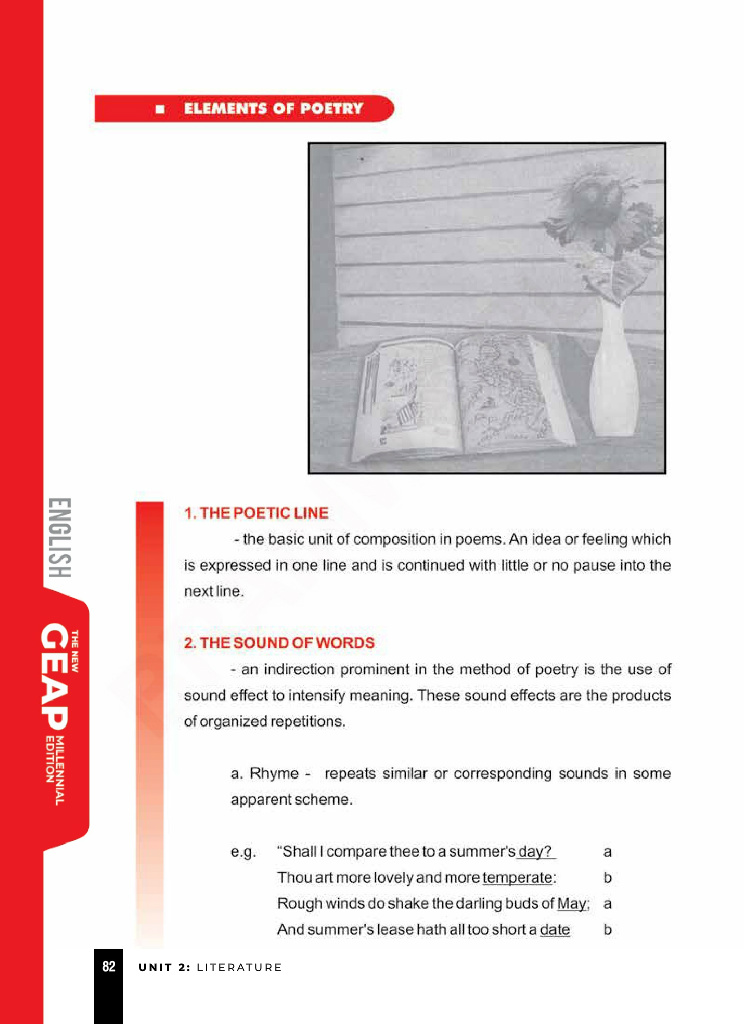 ■ ELEMENTS OF POETRY
1. THE POETIC LINE
- the basic unit of composition in poems. An idea or feeling which
is expressed in one line and is continued with little or no pause into the
next line.
2. THE SOUND OF WORDS
- an indirection prominent in the method of poetry is the use of
sound effect to intensify meaning. These sound effects are the products
of organized repetitions.
a. Rhyme - repeats similar or corresponding sounds in some
apparent scheme.
e.g. "Shall I compare thee to a summer's day? a
Thou art more lovely and more temperate: b
Rough winds do shake the darling buds of May; a
And summer's lease hath all too short a date b
ENGLISH
THE NEW
GEAP
MILLENNIAL
EDITION
82 UNIT 2: LITERATURE